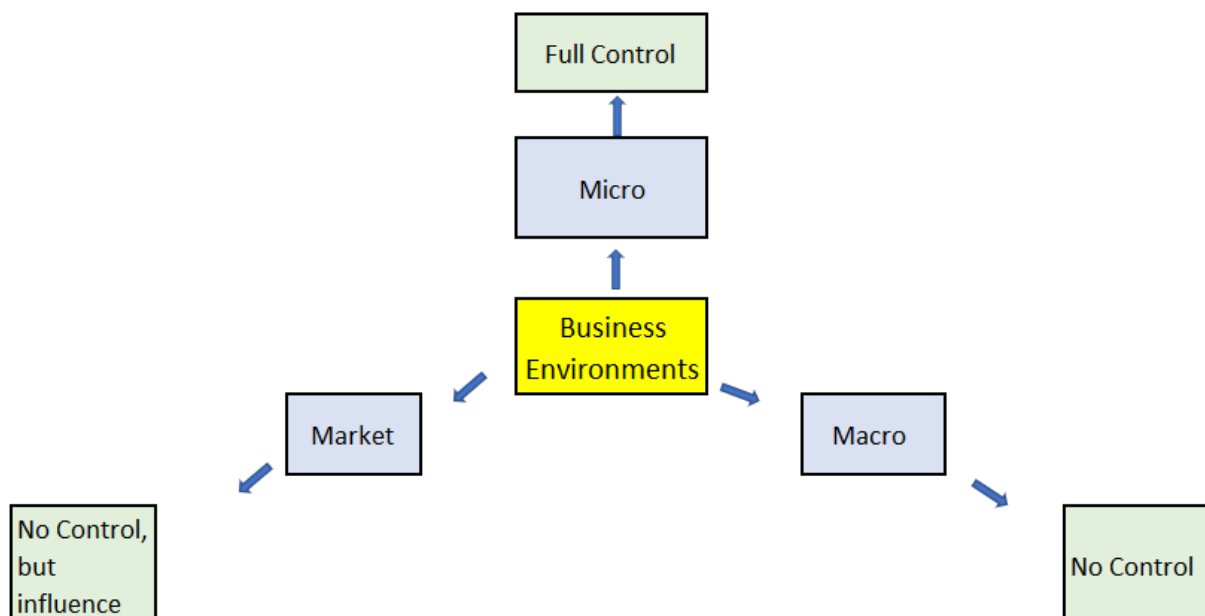 Full Control
Micro
Business
Environments
Market
Macro
No Control,
but
influence
No Control